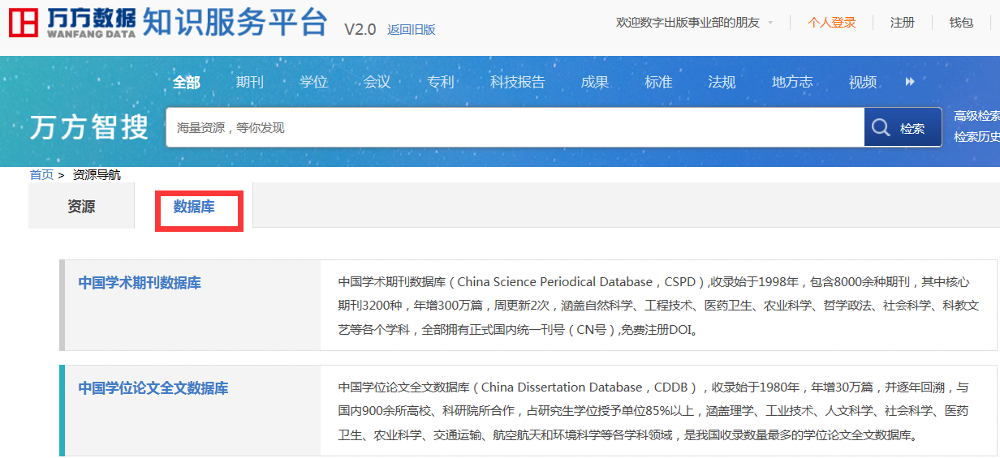 万方数据 WANFANG DATA 知识服务平台 V2.0 返回旧版 欢迎数字出版事业部的朋友 个人登录 注册 钱包
全部 期刊 学位 会议 专利 科技报告 成果 标准 法规 地方志 视频
万方智搜 海量资源，等你发现 检索 高级检索
检索历史
首页 > 资源导航
资源 数据库
中国学术期刊数据库
中国学术期刊数据库（China Science Periodical Database，CSPD）,收录始于1998年，包含8000余种期刊，其中核心
期刊3200种，年增300万篇，周更新2次，涵盖自然科学、工程技术、医药卫生、农业科学、哲学政法、社会科学、科教文
艺等各个学科，全部拥有正式国内统一刊号（CN号）,免费注册DOI。
中国学位论文全文数据库
中国学位论文全文数据库（China Dissertation Database，CDDB），收录始于1980年，年增30万篇，并逐年回溯，与
国内900余所高校、科研院所合作，占研究生学位授予单位85%以上，涵盖理学、工业技术、人文科学、社会科学、医药
卫生、农业科学、交通运输、航空航天和环境科学等各学科领域，是我国收录数量最多的学位论文全文数据库。